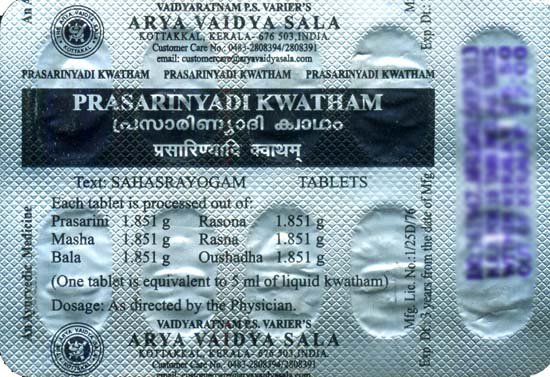 VAIDYARATNAM P.S. VARIER'S
ARYA VAIDYA SALA
KOTTAKKAL, KERALA- 676 503,INDIA.
Customer Care No.: 0483-2808394/2808391
email: customercare@aryavaidyasala.com
PRASARINYADI KWATHAM PRASARINYADI KWATHAM PRASARINYADI KWATHAM
PRASARINYADI KWATHAM
പ്രസാരിണ്യാദി ക്വാഥം
प्रसारिण्यादि क्वाथम्
Text: SAHASRAYOGAM TABLETS
Each tablet is processed out of:
Prasarini 1.851 g Rasona 1.851 g
Masha 1.851 g Rasna 1.851 g
Bala 1.851 g Oushadha 1.851 g.
(One tablet is equivalent to 5 ml of liquid kwatham)
Dosage: As directed by the Physician.
VAIDYARATNAM P.S. VARIER'S
ARYA VAIDYA SALA
KOTTAKKAL, KERALA- 676 503,INDIA.
Customer Care No.: 0483-2808394/2808391
email: customercare@aryavaidyasala.com
An Ayurvedic Medicine
Mfg. Lic. No.:1/25D/76
Exp. Dt.: 3 years from the date of Mfg.
Exp. Dt.: